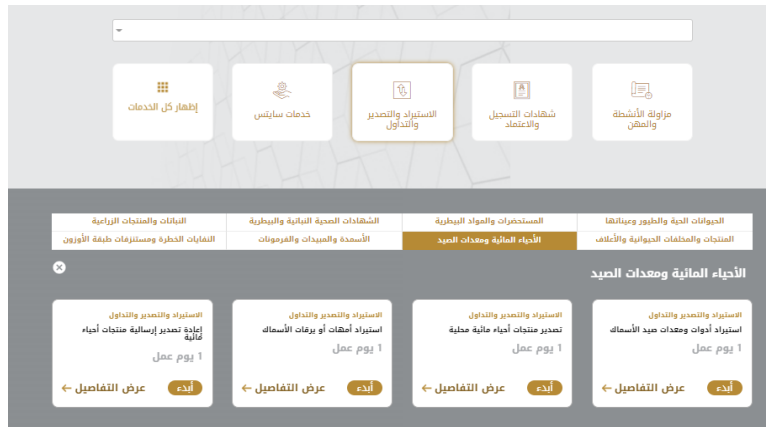 مزاولة الأنشطة
والمهن
شهادات التسجيل
والاعتماد
الاستيراد والتصدير
والتداول
خدمات سايتس
إظهار كل الخدمات
الحيوانات الحية والطيور وعيناتها
المستحضرات والمواد البيطرية
الشهادات الصحية النباتية والبيطرية
النباتات والمنتجات الزراعية
المنتجات والمخلفات الحيوانية والأعلاف
الأحياء المائية ومعدات الصيد
الأسمدة والمبيدات والفرمونات
النفايات الخطرة ومستنزفات طبقة الأوزون
الأحياء المائية ومعدات الصيد
الاستيراد والتصدير والتداول
استيراد أدوات ومعدات صيد الأسماك
1 يوم عمل
أبدء
عرض التفاصيل
الاستيراد والتصدير والتداول
تصدير منتجات أحياء مائية محلية
1 يوم عمل
أبدء
عرض التفاصيل
الاستيراد والتصدير والتداول
استيراد أمهات أو يرقات الأسماك
1 يوم عمل
أبدء
عرض التفاصيل
الاستيراد والتصدير والتداول
إعادة تصدير إرسالية منتجات أحياء
مائية
1 يوم عمل
أبدء
عرض التفاصيل